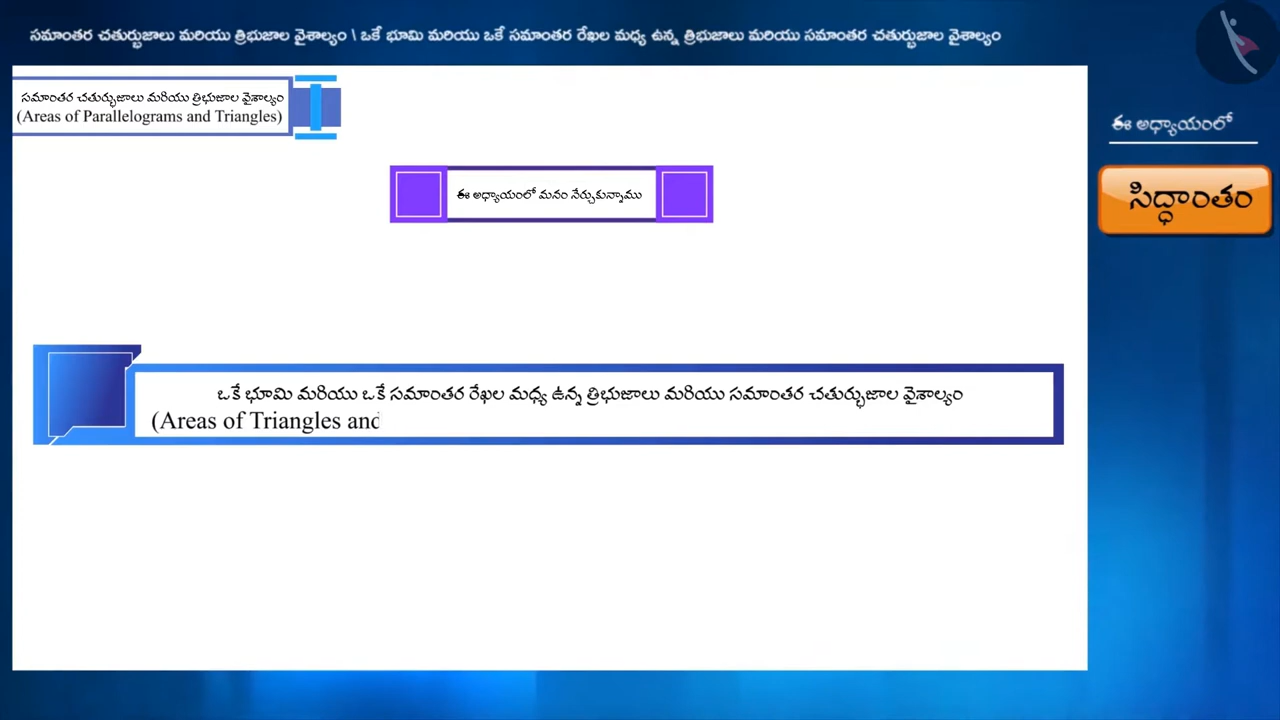 సమాంతర చతుర్భుజాలు మరియు త్రిభుజాల వైశాల్యం \ ఒకే భూమి మరియు ఒకే సమాంతర రేఖల మధ్య ఉన్న త్రిభుజాలు మరియు సమాంతర చతుర్భుజాల వైశాల్యం
సమాంతర చతుర్భుజాలు మరియు త్రిభుజాల వైశాల్యం
(Areas of Parallelograms and Triangles)
ఈ అధ్యాయంలో
సిద్ధాంతం
ఈ అధ్యాయంలో మనం నేర్చుకున్నాము
ఒకే భూమి మరియు ఒకే సమాంతర రేఖల మధ్య ఉన్న త్రిభుజాలు మరియు సమాంతర చతుర్భుజాల వైశాల్యం
(Areas of Triangles and